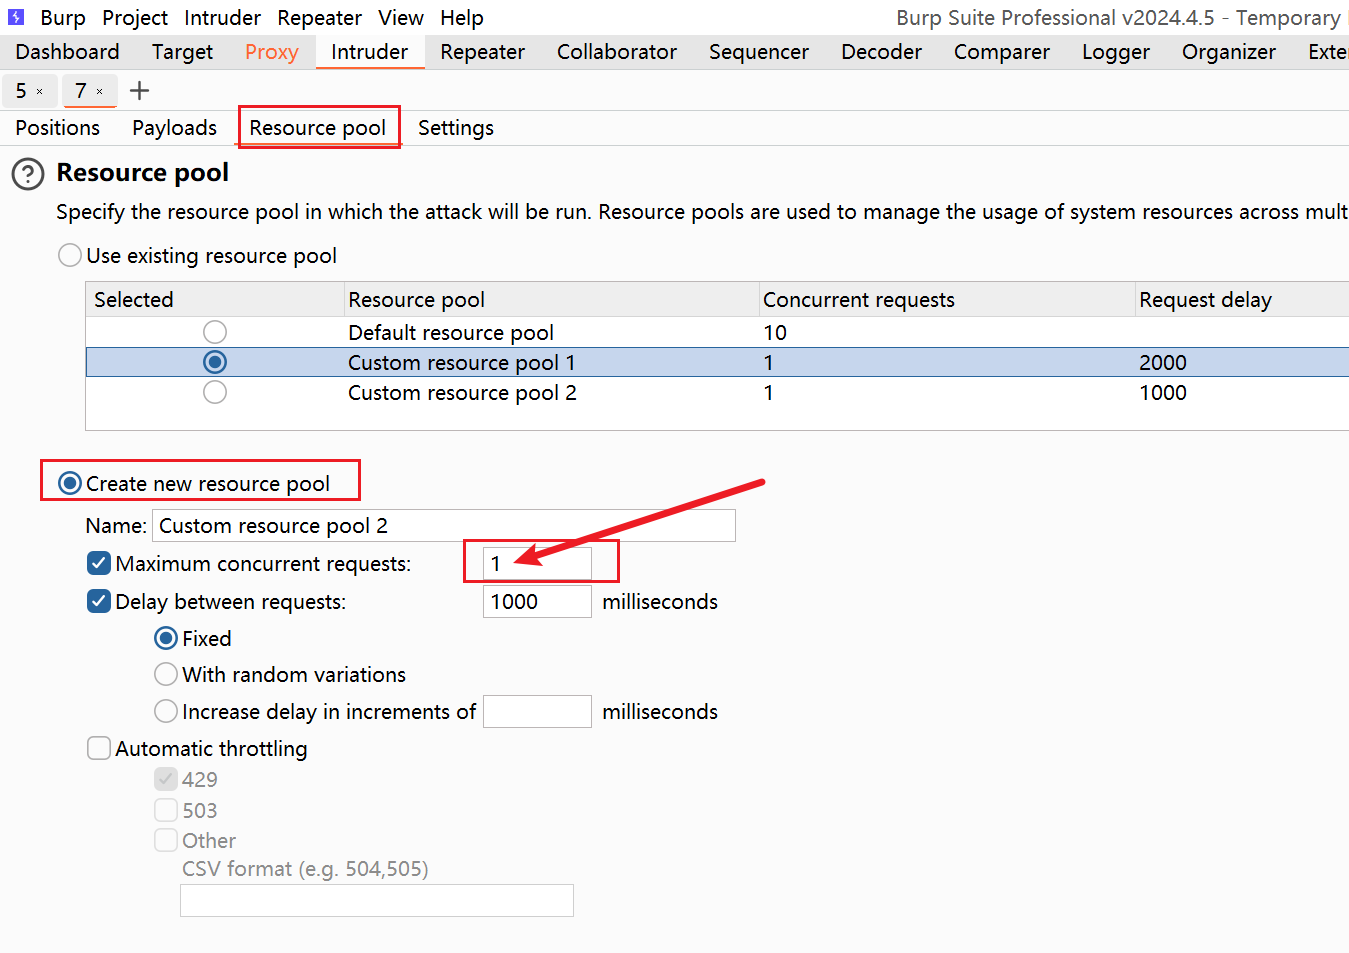 Burp Project Intruder Repeater View Help Burp Suite Professional v2024.4.5 - Temporary
Dashboard Target Proxy Intruder Repeater Collaborator Sequencer Decoder Comparer Logger Organizer Exte
5 × 7 × +
Positions Payloads Resource pool Settings
? Resource pool
Specify the resource pool in which the attack will be run. Resource pools are used to manage the usage of system resources across mult
Use existing resource pool
Selected Resource pool Concurrent requests Request delay
Default resource pool 10
Custom resource pool 1 1 2000
Custom resource pool 2 1 1000
Create new resource pool
Name: Custom resource pool 2
Maximum concurrent requests: 1
Delay between requests: 1000 milliseconds
Fixed
With random variations
Increase delay in increments of milliseconds
Automatic throttling
429
503
Other
CSV format (e.g. 504,505)